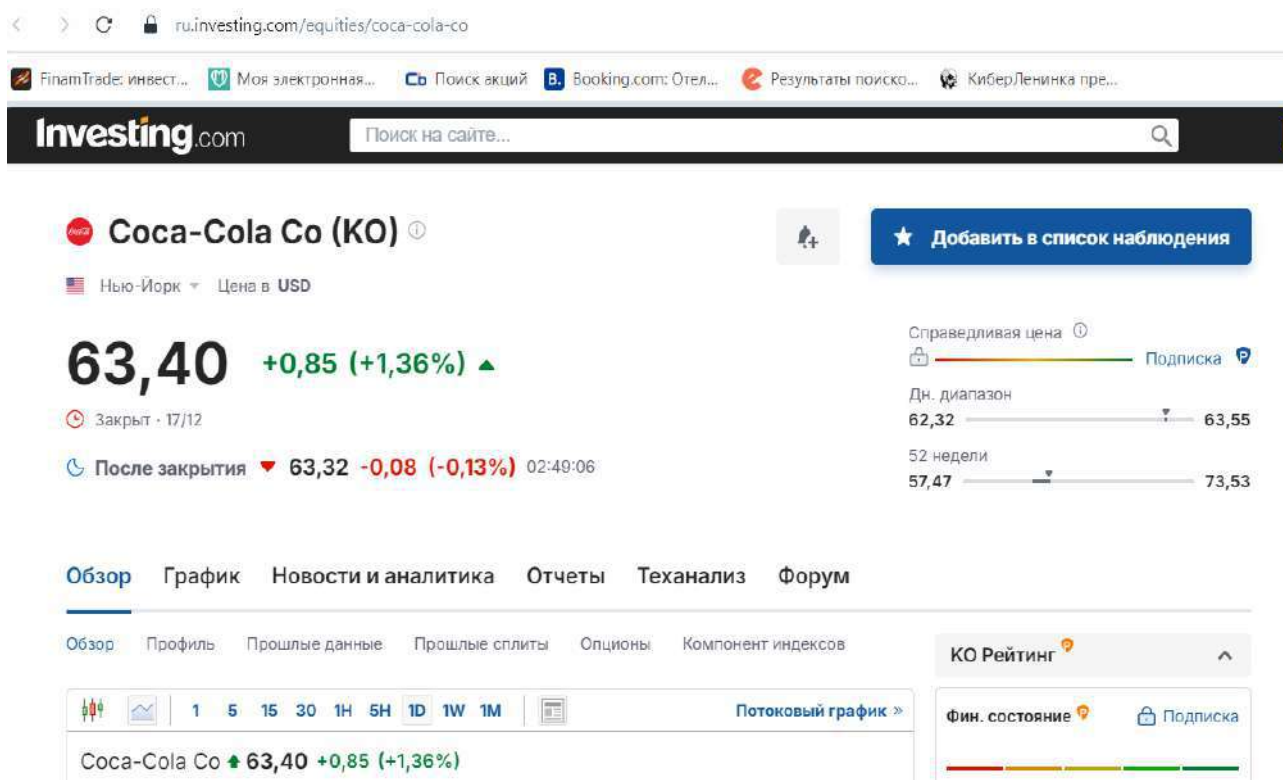 ru.investing.com/equities/coca-cola-co
FinamTrade: инвест... Моя электронная... Сь Поиск акций B. Booking.com: Отел... Результаты поиско... КиберЛенинка пре...
Investing.com Поиск на сайте...
Coca-Cola Co (KO)
Добавить в список наблюдения
Нью-Йорк Цена в USD
63,40 +0,85 (+1,36%)
Закрыт · 17/12
После закрытия 63,32 -0,08 (-0,13%) 02:49:06
Справедливая цена
Подписка
Дн. диапазон
62,32 63,55
52 недели
57,47 73,53
Обзор График Новости и аналитика Отчеты Теханализ Форум
Обзор Профиль Прошлые данные Прошлые сплиты Опционы Компонент индексов
1 5 15 30 1H 5H 1D 1W 1M Потоковый график »
Coca-Cola Co 63,40 +0,85 (+1,36%)
KO Рейтинг
Фин. состояние Подписка